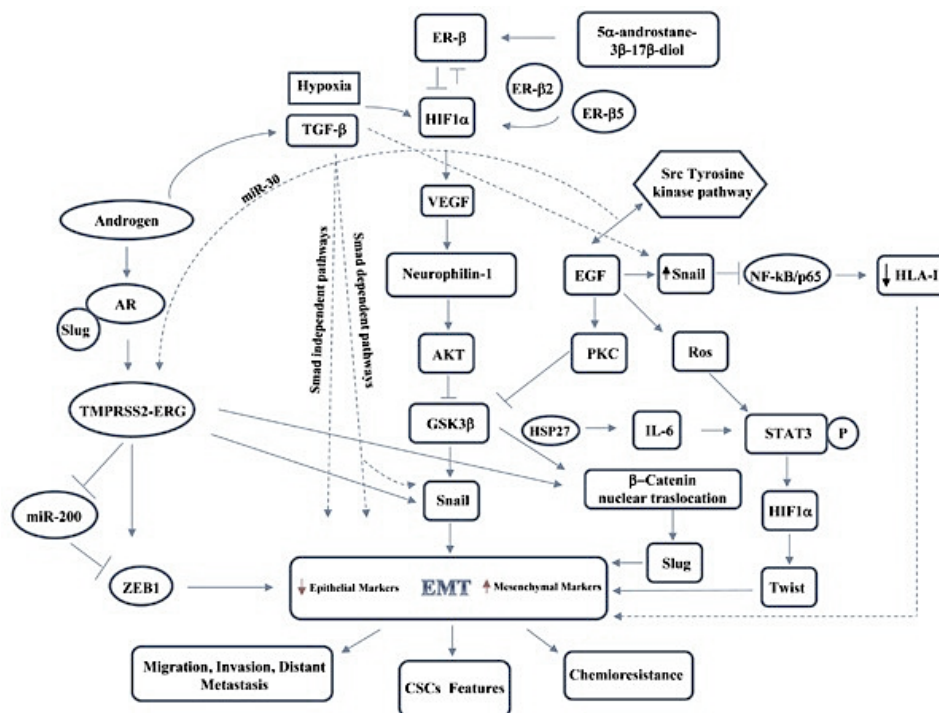 ER-β
5α-androstane-
3β-17β-diol
Hypoxia
ER-β2
HIF1α
ER-β5
TGF-β
miR-30
Src Tyrosine
kinase pathway
Androgen
VEGF
Smad independent pathways
Smad dependent pathways
Neurophilin-1
EGF
Snail
NF-kB/p65
HLA-I
AR
Slug
AKT
PKC
Ros
TMPRSS2-ERG
GSK3β
HSP27
IL-6
STAT3
P
β–Catenin
nuclear traslocation
miR-200
Snail
HIF1α
ZEB1
Slug
Twist
Epithelial Markers
EMT
Mesenchymal Markers
Migration, Invasion, Distant
Metastasis
CSCs Features
Chemioresistance